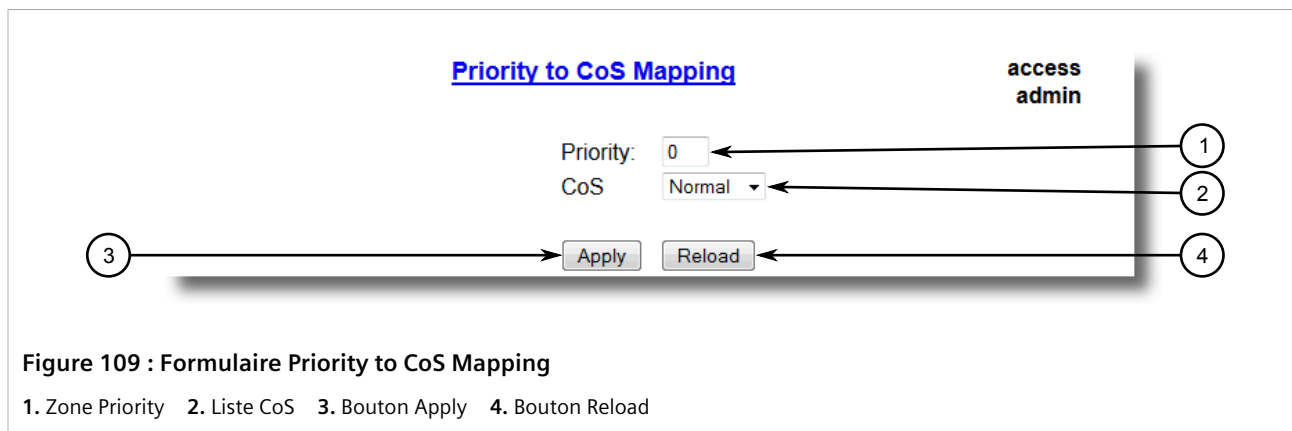 Priority to CoS Mapping
access
admin
Priority: 0
1
CoS Normal
2
3
Apply Reload
4
Figure 109 : Formulaire Priority to CoS Mapping
1. Zone Priority 2. Liste CoS 3. Bouton Apply 4. Bouton Reload